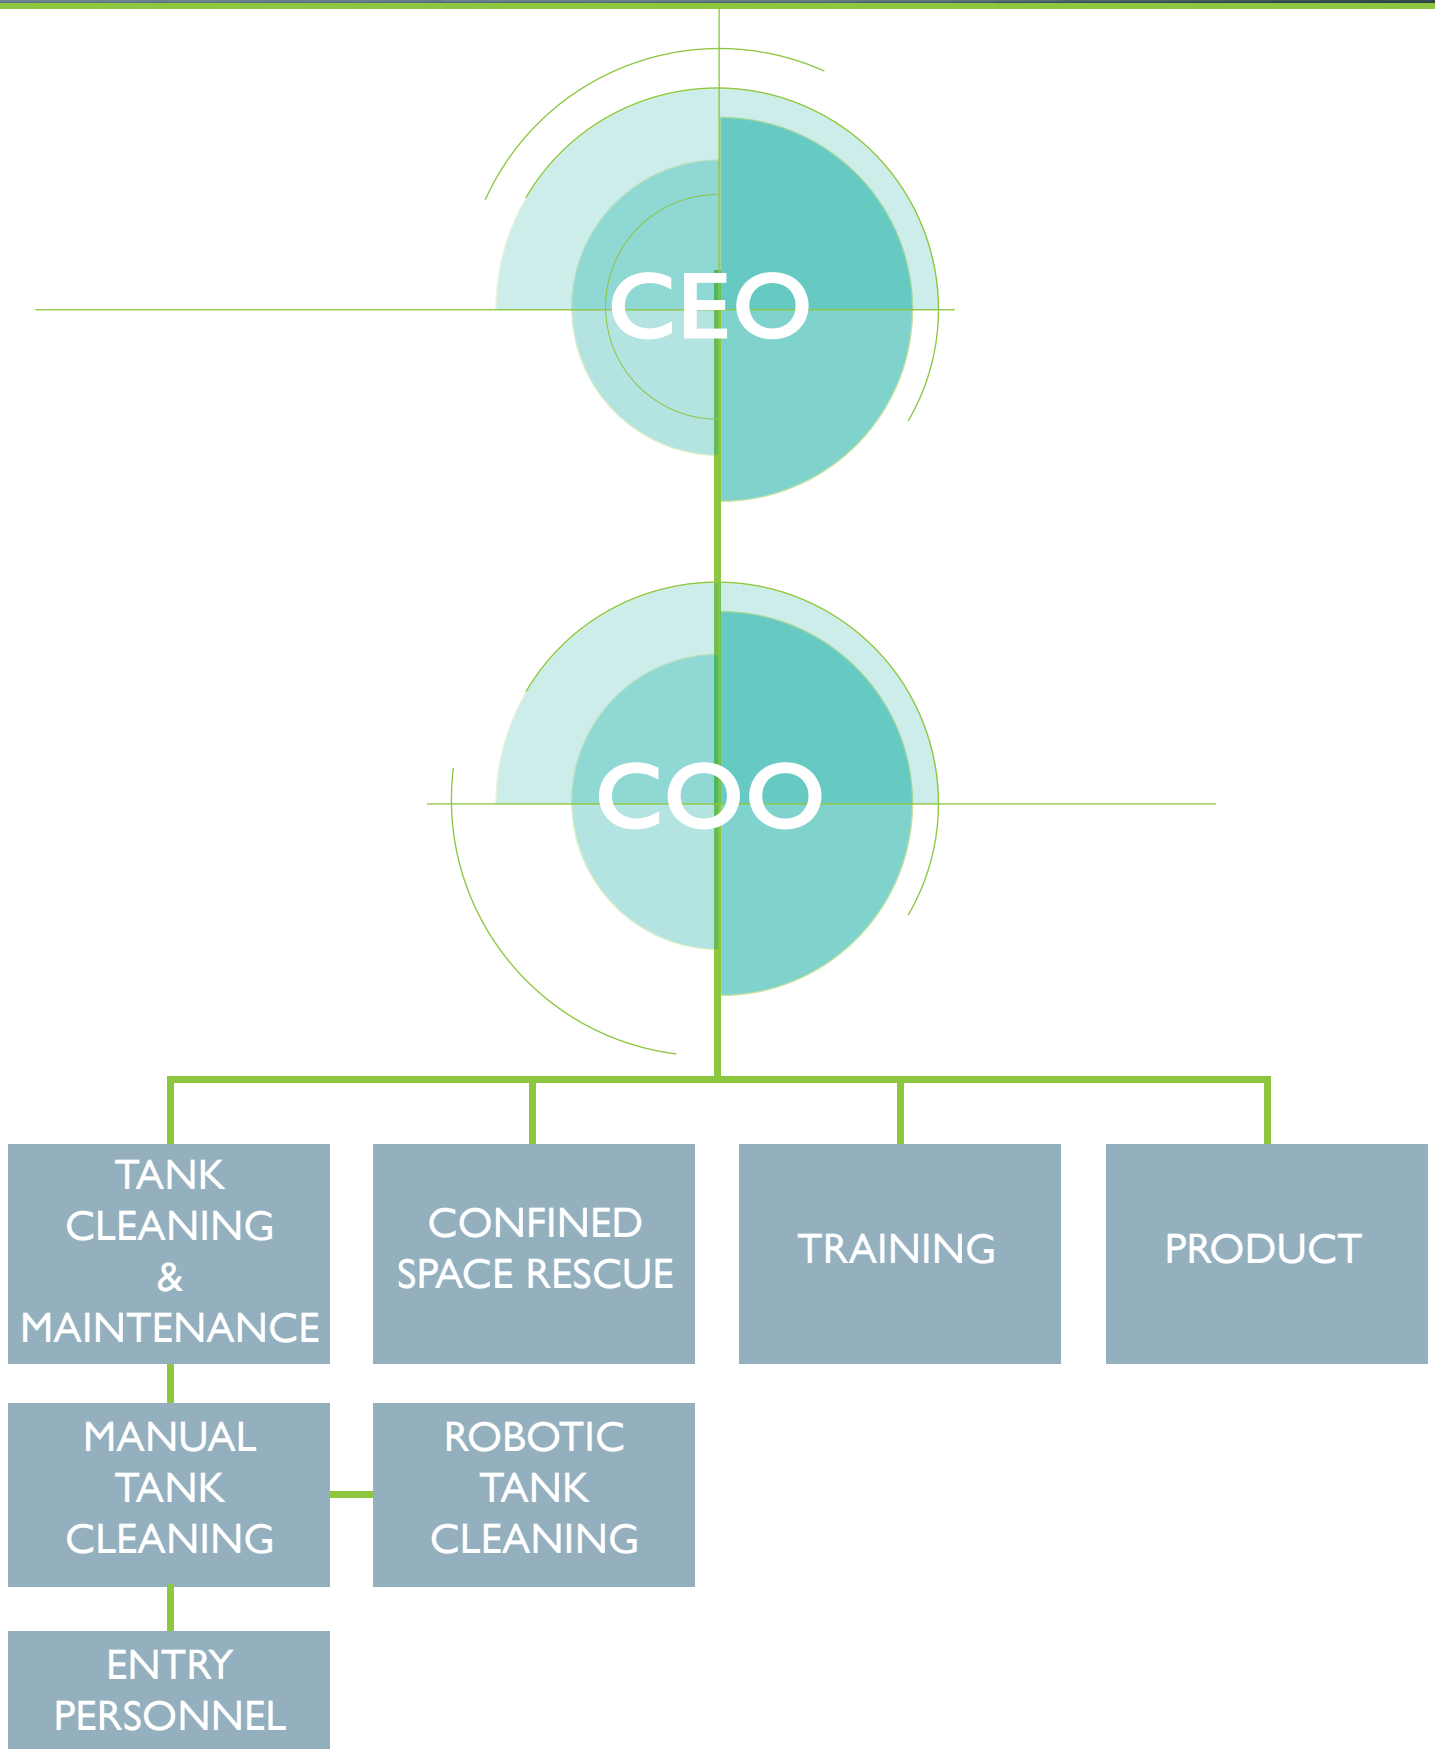 CEO
COO
TANK
CLEANING
&
MAINTENANCE
CONFINED
SPACE RESCUE
TRAINING
PRODUCT
MANUAL
TANK
CLEANING
ROBOTIC
TANK
CLEANING
ENTRY
PERSONNEL